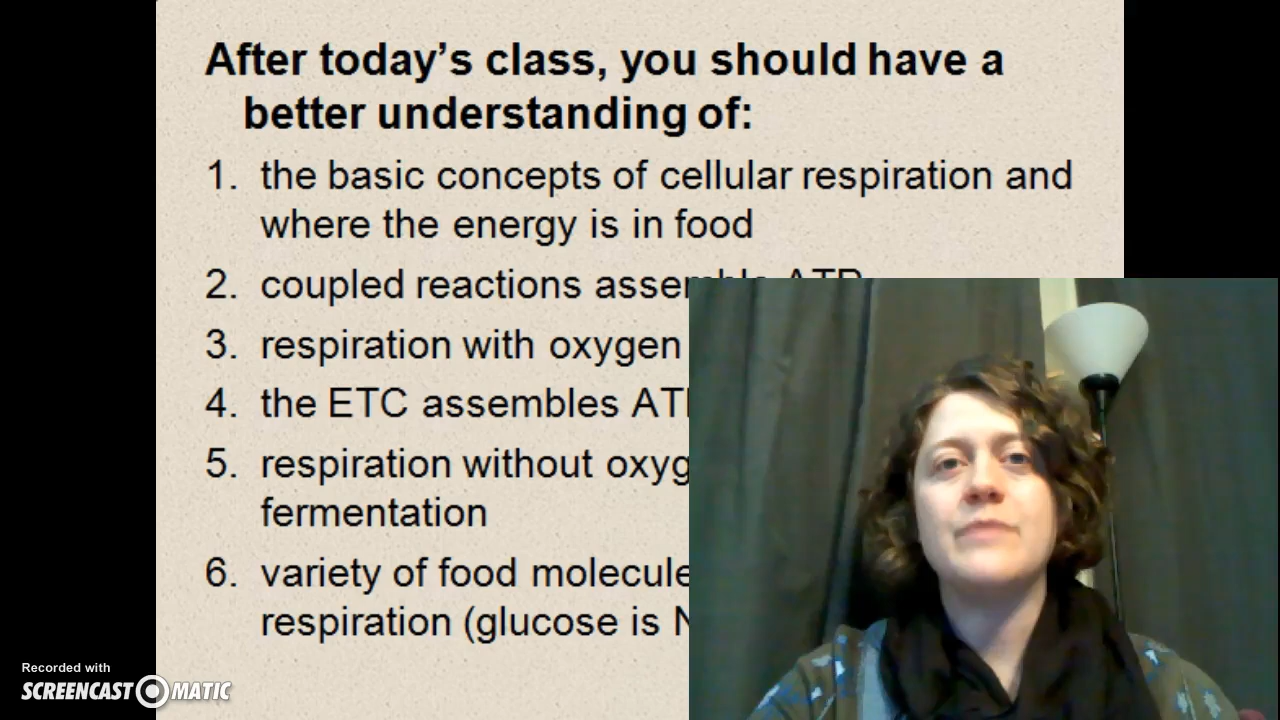 After today's class, you should have a
better understanding of:
1. the basic concepts of cellular respiration and
where the energy is in food
2. coupled reactions assemble ATP
3. respiration with oxygen
4. the ETC assembles
5. respiration without
fermentation
6. variety of food
respiration (glucose is
Recorded with
SCREENCAST MATIC